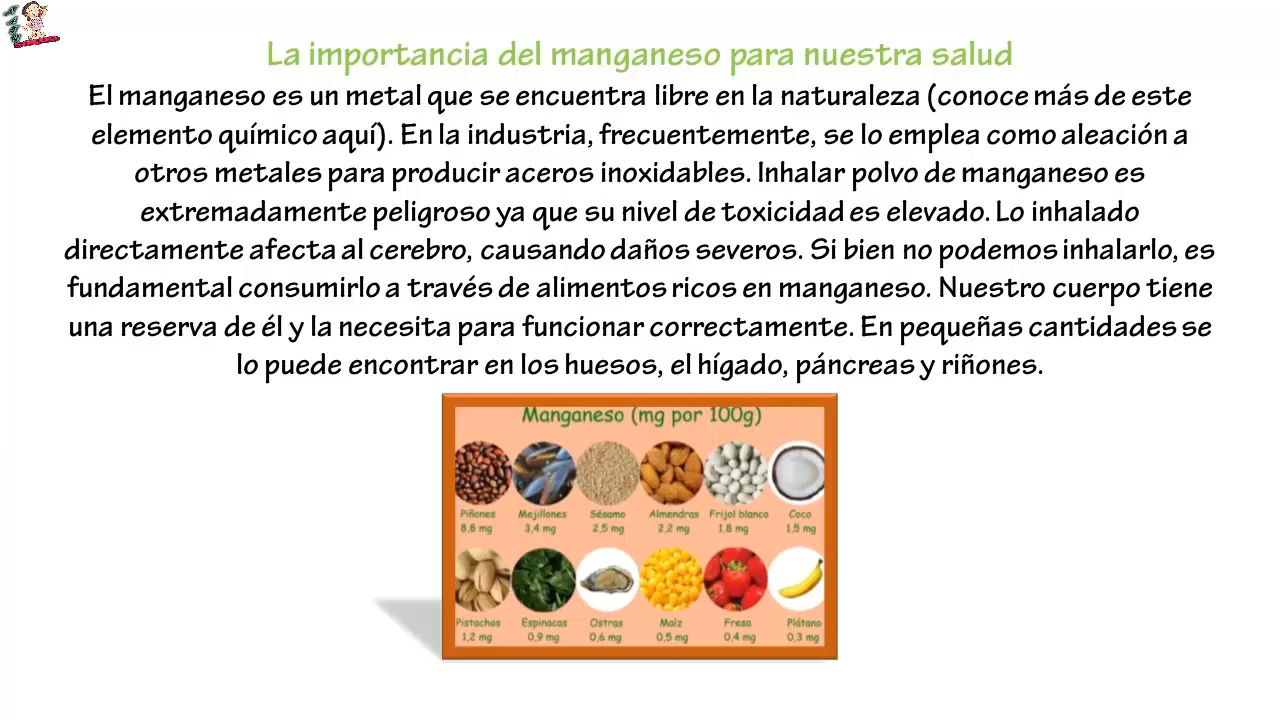 La importancia del manganeso para nuestra salud
El manganeso es un metal que se encuentra libre en la naturaleza (conoce más de este
elemento químico aquí). En la industria, frecuentemente, se lo emplea como aleación a
otros metales para producir aceros inoxidables. Inhalar polvo de manganeso es
extremadamente peligroso ya que su nivel de toxicidad es elevado. Lo inhalado
directamente afecta al cerebro, causando daños severos. Si bien no podemos inhalarlo, es
fundamental consumirlo a través de alimentos ricos en manganeso. Nuestro cuerpo tiene
una reserva de él y la necesita para funcionar correctamente. En pequeñas cantidades se
lo puede encontrar en los huesos, el hígado, páncreas y riñones.
Manganeso (mg por 100g)
Piñones Mejillones Sésamo Almendras Frijol blanco Coco
8,8 mg 3,4 mg 2,5 mg 2,2 mg 1,8 mg 1,5 mg
Pistachos Espinacas Ostras Maíz Fresa Plátano
1,2 mg 0,9 mg 0,6 mg 0,5 mg 0,4 mg 0,3 mg